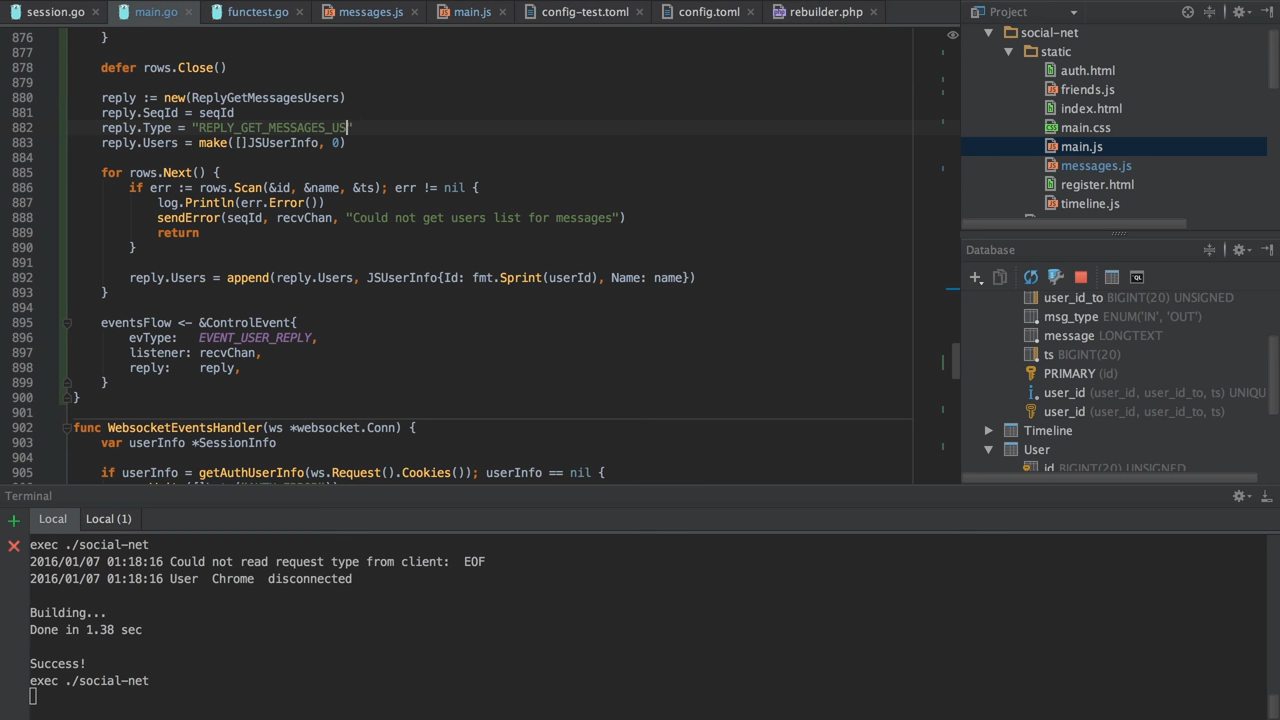 session.go main.go functest.go messages.js main.js config-test.toml config.toml rebuilder.php
876 }
877
878 defer rows.Close()
879
880 reply := new(ReplyGetMessagesUsers)
881 reply.SeqId = seqId
882 reply.Type = "REPLY_GET_MESSAGES_US"
883 reply.Users = make([]JSUserInfo, 0)
884
885 for rows.Next() {
886 if err := rows.Scan(&id, &name, &ts); err != nil {
887 log.Println(err.Error())
888 sendError(seqId, recvChan, "Could not get users list for messages")
889 return
890 }
891
892 reply.Users = append(reply.Users, JSUserInfo{Id: fmt.Sprint(userId), Name: name})
893 }
894
895 eventsFlow <- &ControlEvent{
896 evType: EVENT_USER_REPLY,
897 listener: recvChan,
898 reply: reply,
899 }
900 }
901
902 func WebsocketEventsHandler(ws *websocket.Conn) {
903 var userInfo *SessionInfo
904
905 if userInfo = getAuthUserInfo(ws.Request().Cookies()); userInfo == nil {
Project
social-net
static
auth.html
friends.js
index.html
main.css
main.js
messages.js
register.html
timeline.js
Database
user_id_to BIGINT(20) UNSIGNED
msg_type ENUM('IN', 'OUT')
message LONGTEXT
ts BIGINT(20)
PRIMARY (id)
user_id (user_id, user_id_to, ts) UNIQU
user_id (user_id, user_id_to, ts)
Timeline
User
id BIGINT(20) UNSIGNED
Terminal
Local Local (1)
exec ./social-net
2016/01/07 01:18:16 Could not read request type from client: EOF
2016/01/07 01:18:16 User Chrome disconnected
Building...
Done in 1.38 sec
Success!
exec ./social-net